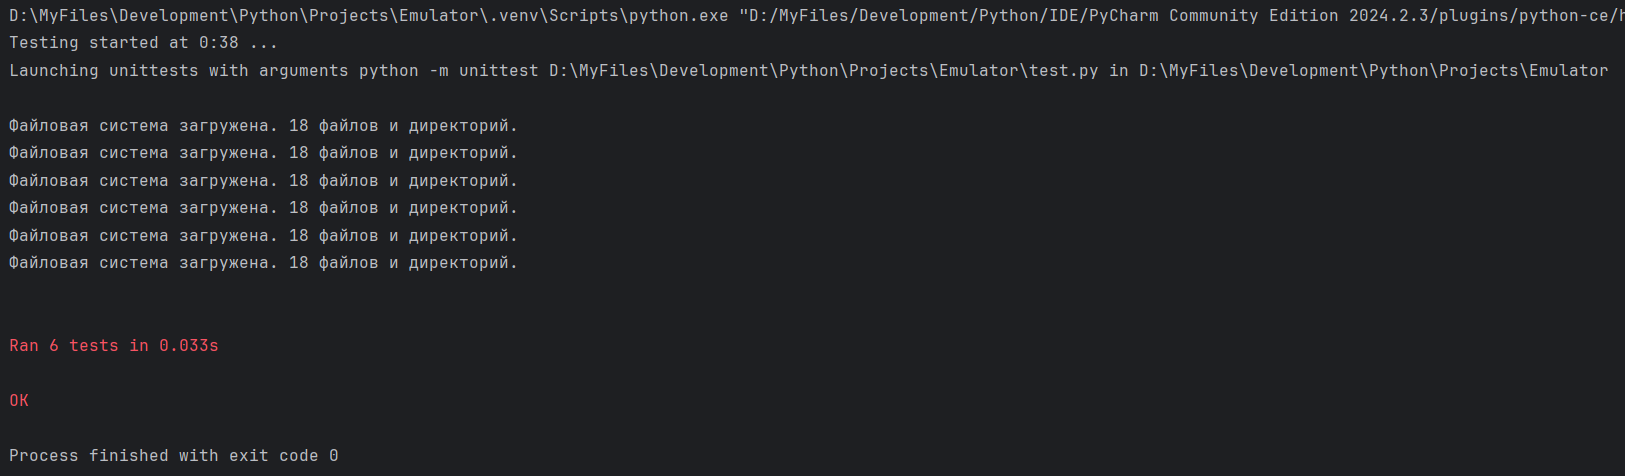 D:\MyFiles\Development\Python\Projects\Emulator\.venv\Scripts\python.exe "D:/MyFiles/Development/Python/IDE/PyCharm Community Edition 2024.2.3/plugins/python-ce/h
Testing started at 0:38 ...
Launching unittests with arguments python -m unittest D:\MyFiles\Development\Python\Projects\Emulator\test.py in D:\MyFiles\Development\Python\Projects\Emulator
Файловая система загружена. 18 файлов и директорий.
Файловая система загружена. 18 файлов и директорий.
Файловая система загружена. 18 файлов и директорий.
Файловая система загружена. 18 файлов и директорий.
Файловая система загружена. 18 файлов и директорий.
Файловая система загружена. 18 файлов и директорий.
Ran 6 tests in 0.033s
OK
Process finished with exit code 0